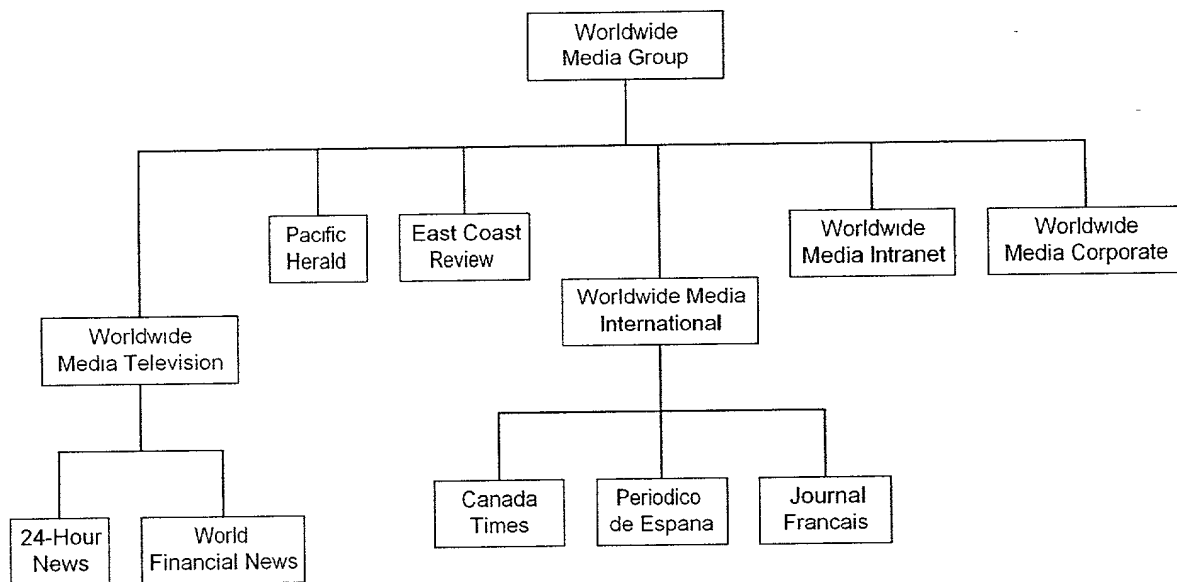 Worldwide
Media Group
Pacific
Herald
East Coast
Review
Worldwide
Media Intranet
Worldwide
Media Corporate
Worldwide Media
International
Worldwide
Media Television
Canada
Times
Periodico
de Espana
Journal
Francais
24-Hour
News
World
Financial News